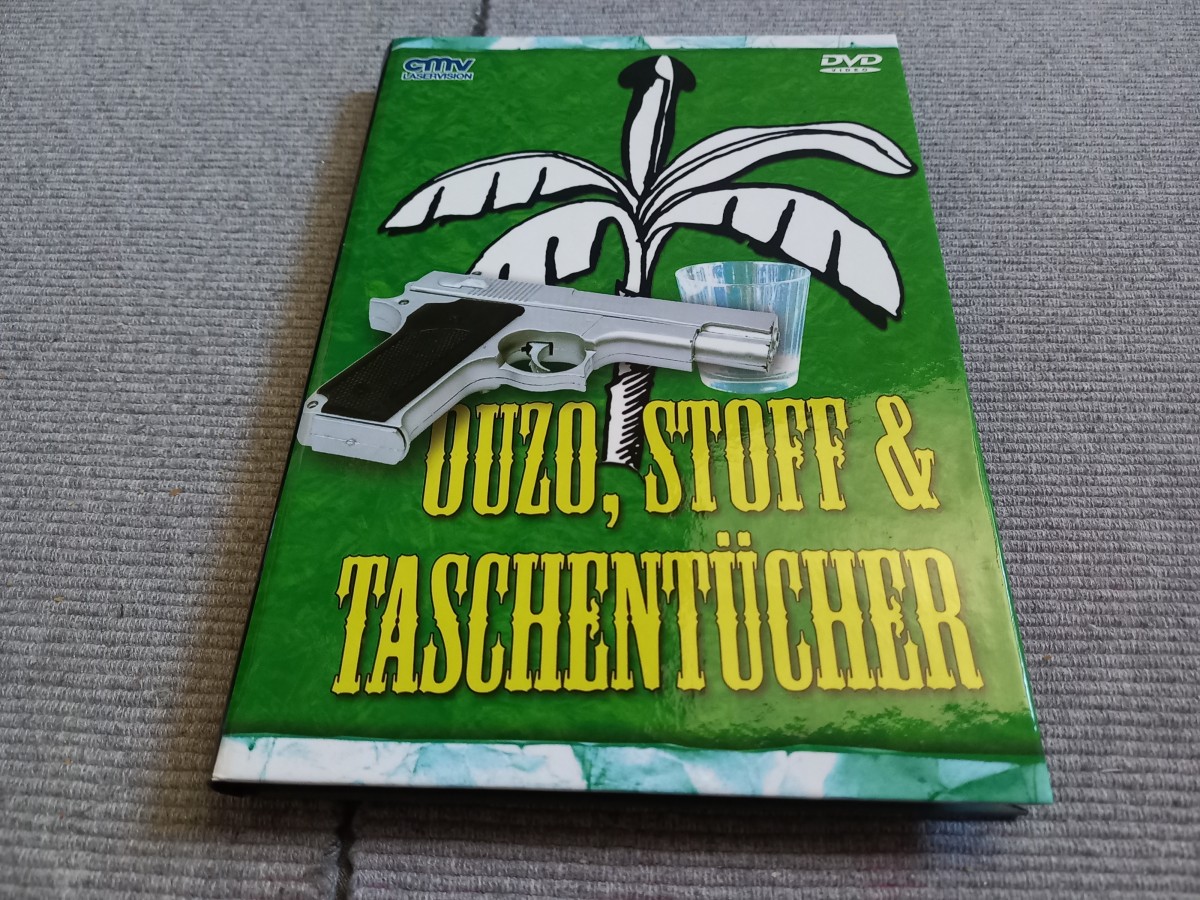 CMV
LASERVISION
DVD
VIDEO
OUZO, STOFF &
TASCHENTÜCHER